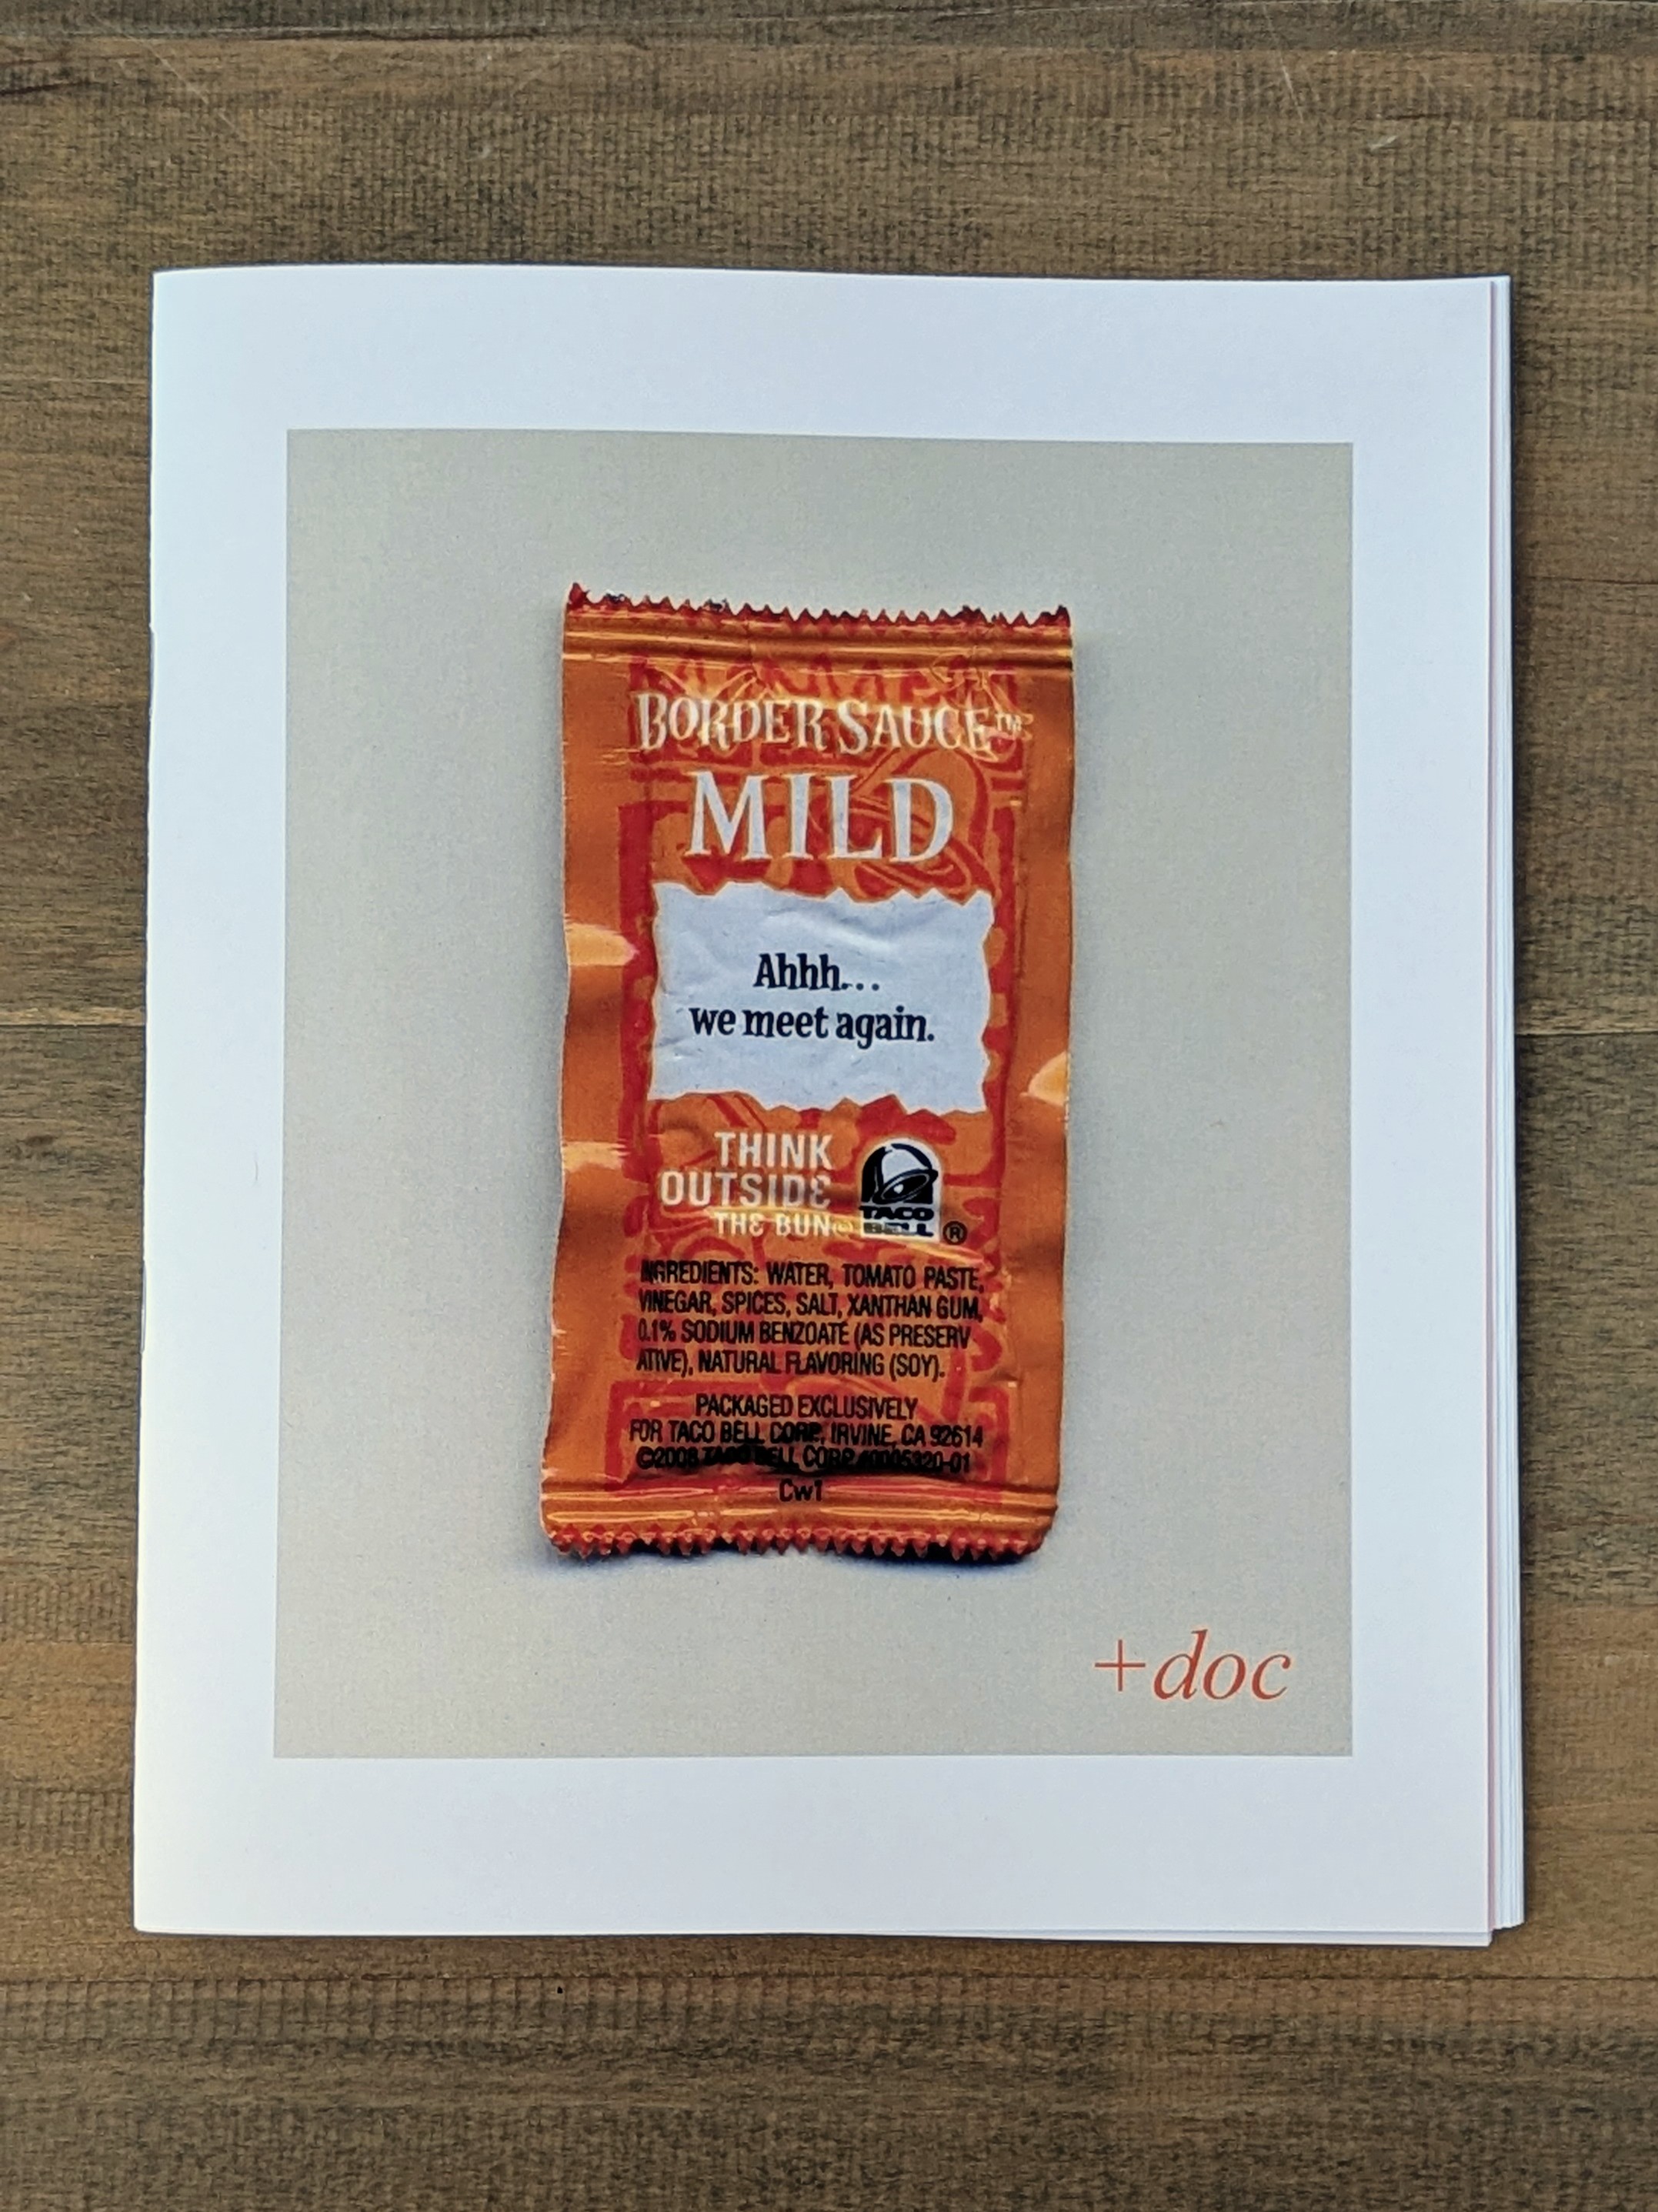 BORDER SAUCE™
MILD
Ahhh...
we meet again.
THINK
OUTSIDE
THE BUN
TACO
BELL ®
INGREDIENTS: WATER, TOMATO PASTE,
VINEGAR, SPICES, SALT, XANTHAN GUM,
0.1% SODIUM BENZOATE (AS PRESERV
ATIVE), NATURAL FLAVORING (SOY).
PACKAGED EXCLUSIVELY
FOR TACO BELL CORP, IRVINE, CA 92614
©2008 TACO BELL CORP.
Cw1
+doc